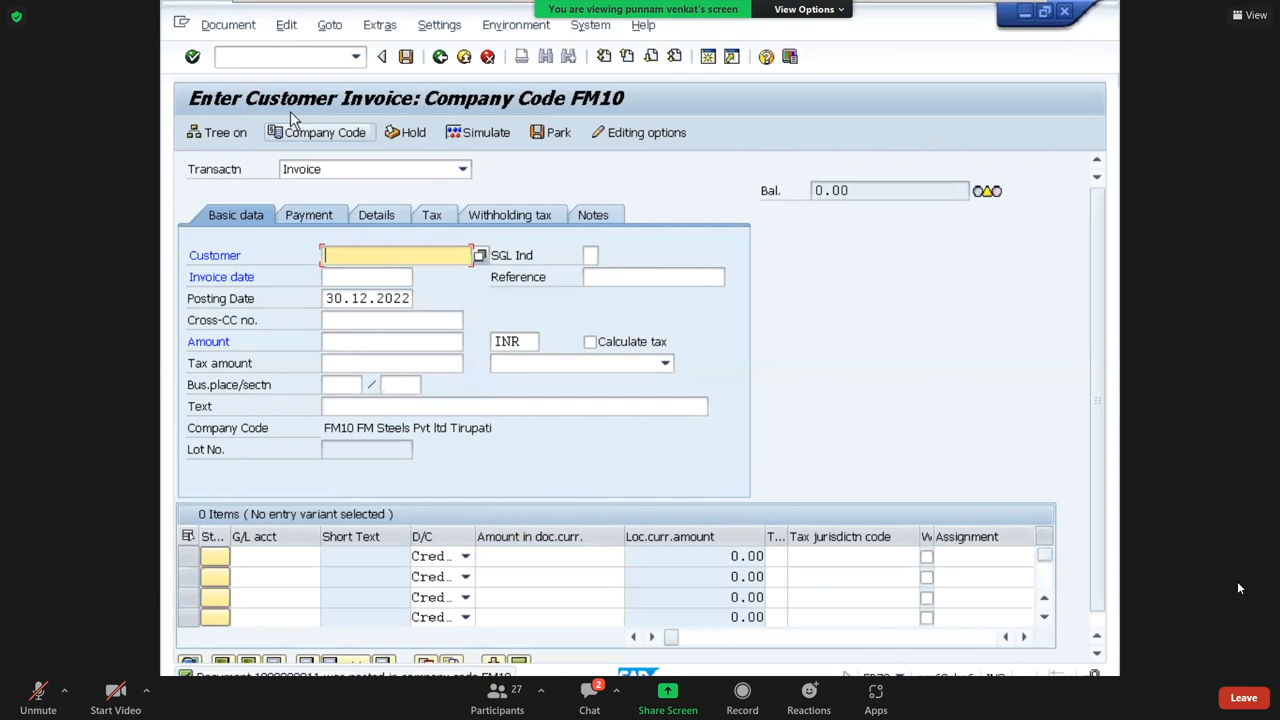 You are viewing punnam venkat's screen
View Options
View
Document Edit Goto Extras Settings Environment System Help
Enter Customer Invoice: Company Code FM10
Tree on Company Code Hold Simulate Park Editing options
Transactn Invoice
Bal. 0.00
Basic data Payment Details Tax Withholding tax Notes
Customer SGL Ind
Invoice date Reference
Posting Date 30.12.2022
Cross-CC no.
Amount INR Calculate tax
Tax amount
Bus.place/sectn /
Text
Company Code FM10 FM Steels Pvt ltd Tirupati
Lot No.
0 Items ( No entry variant selected )
St... G/L acct Short Text D/C Amount in doc.curr. Loc.curr.amount T... Tax jurisdictn code W Assignment
Cred... 0.00
Cred... 0.00
Cred... 0.00
Cred... 0.00
posted in company code FM10
SAP
27
2
Unmute Start Video Participants Chat Share Screen Record Reactions Apps Leave